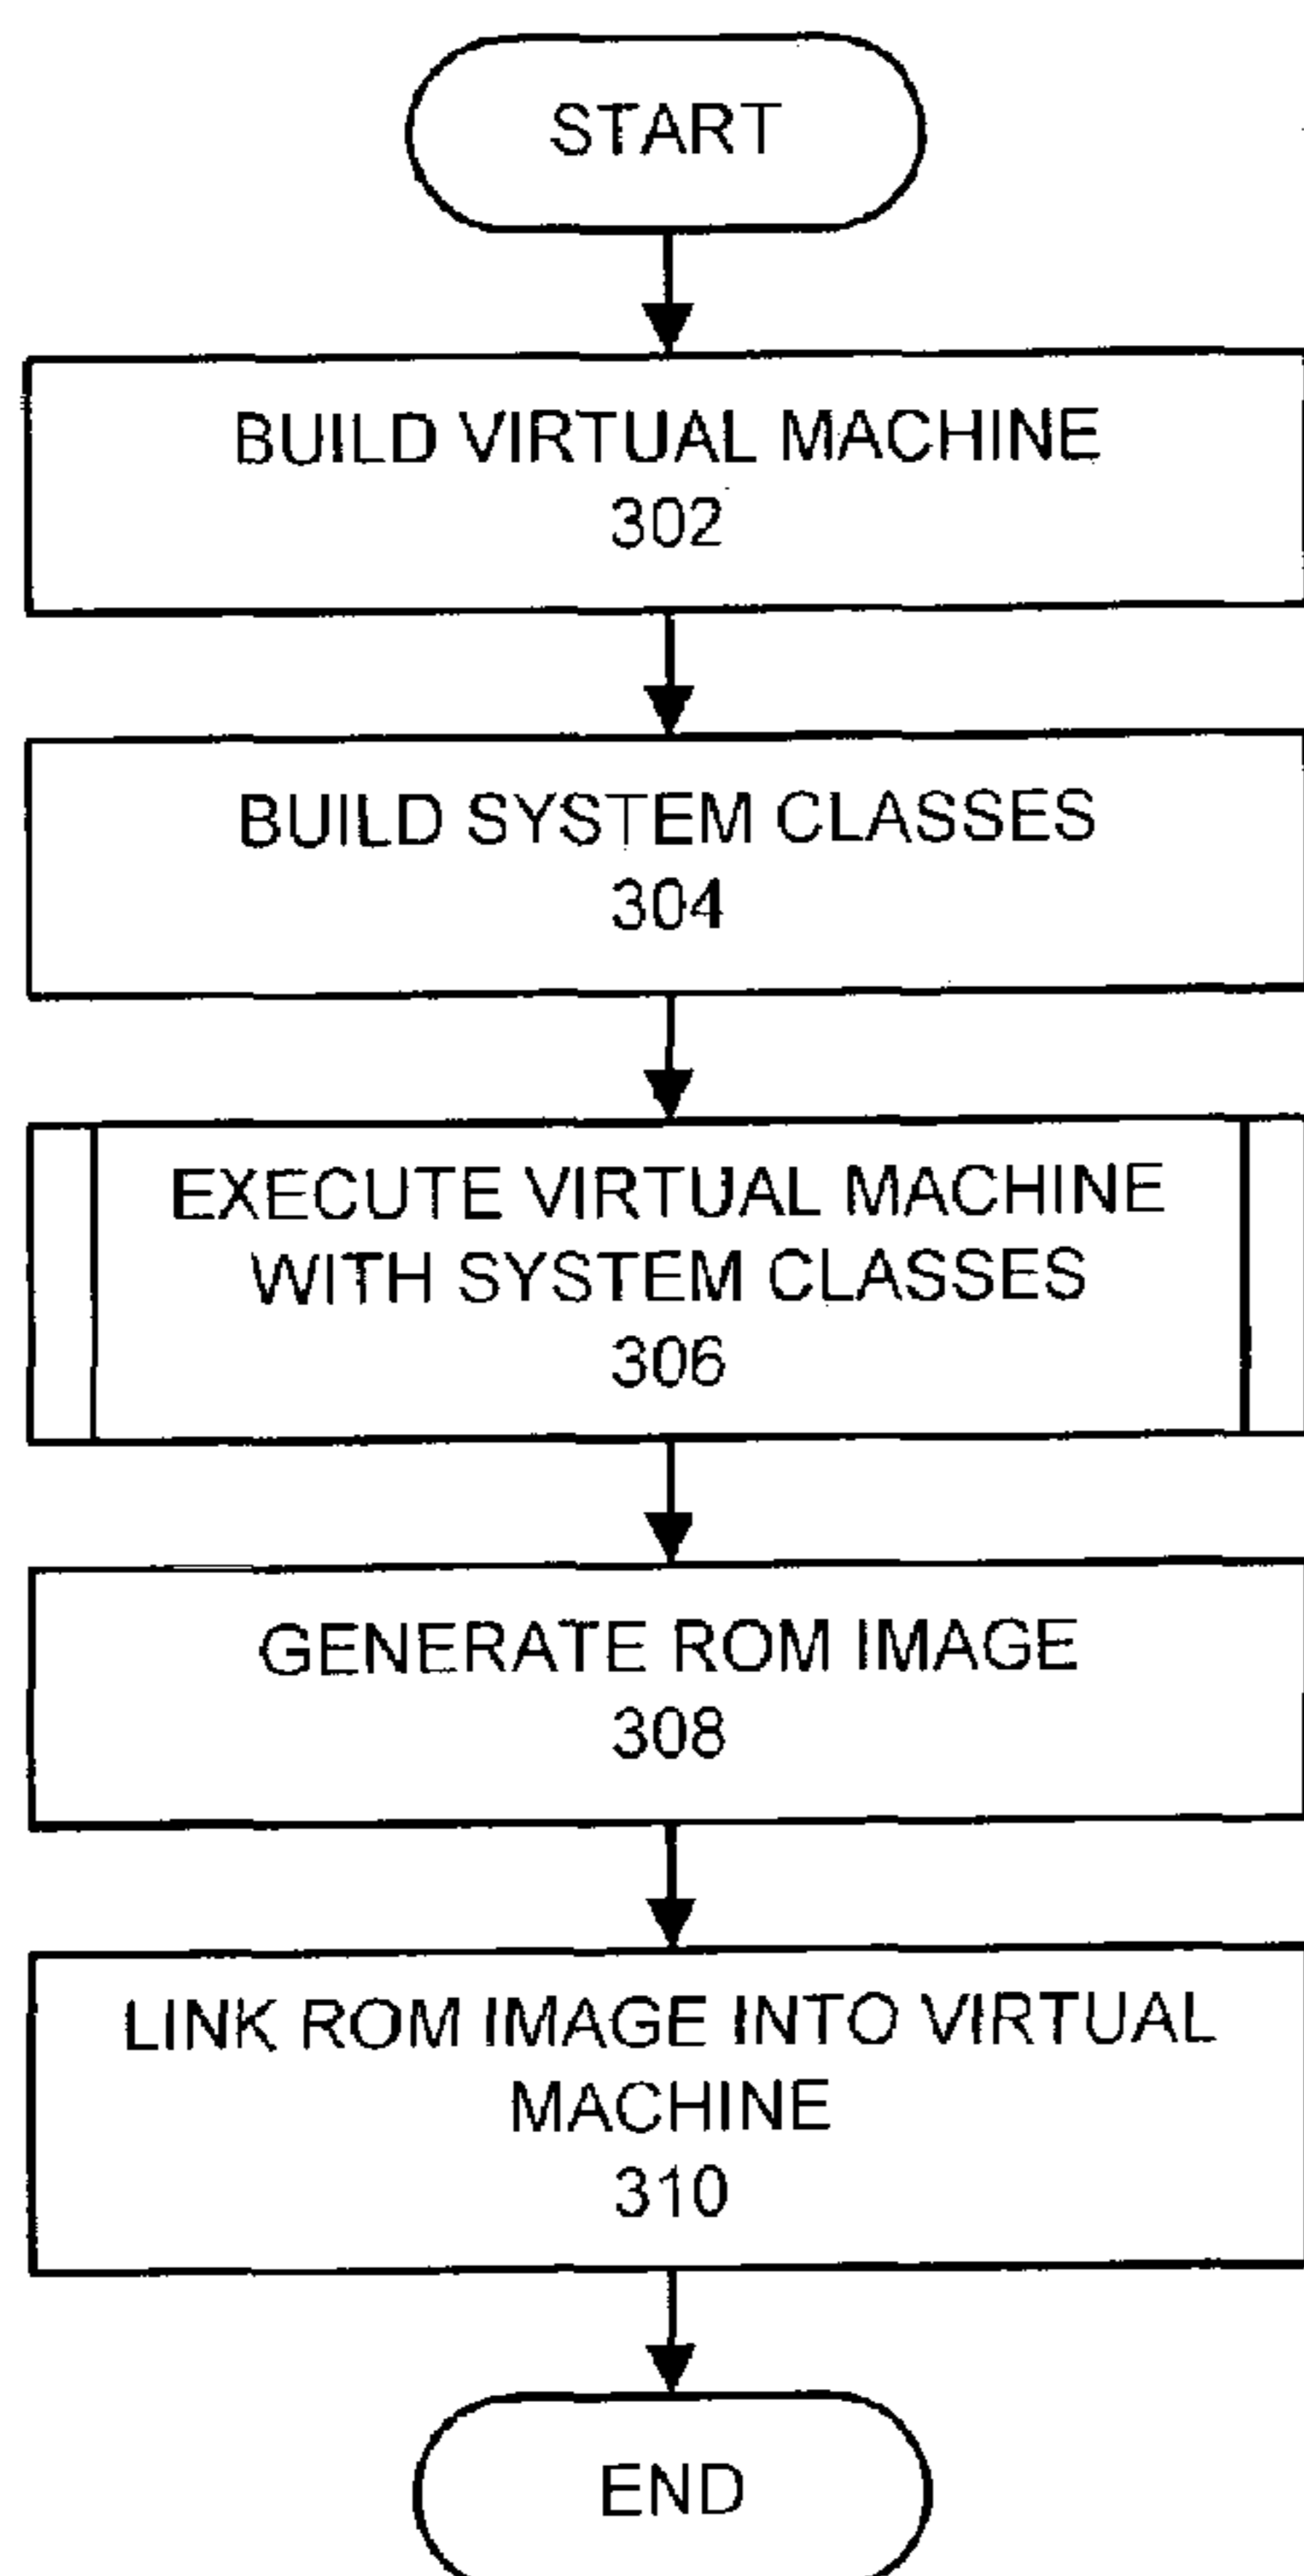 START
BUILD VIRTUAL MACHINE
302
BUILD SYSTEM CLASSES
304
EXECUTE VIRTUAL MACHINE
WITH SYSTEM CLASSES
306
GENERATE ROM IMAGE
308
LINK ROM IMAGE INTO VIRTUAL
MACHINE
310
END